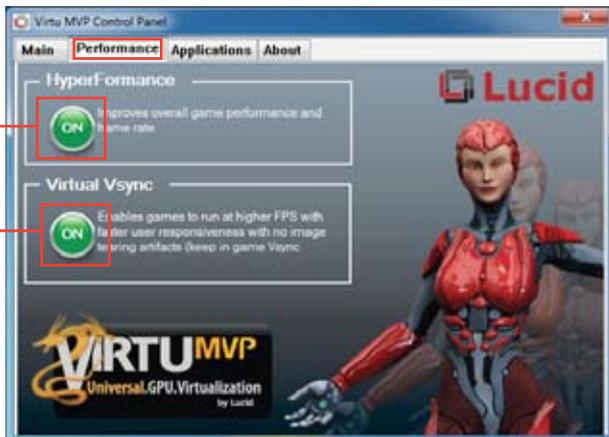 Virtu MVP Control Panel
Main Performance Applications About
HyperFormance
ON
Improves overall game performance and
frame rate
Virtual Vsync
ON
Enables games to run at higher FPS with
faster user responsiveness with no image
tearing artifacts (keep in game Vsync
Lucid
VIRTU MVP
Universal.GPU.Virtualization
by Lucid